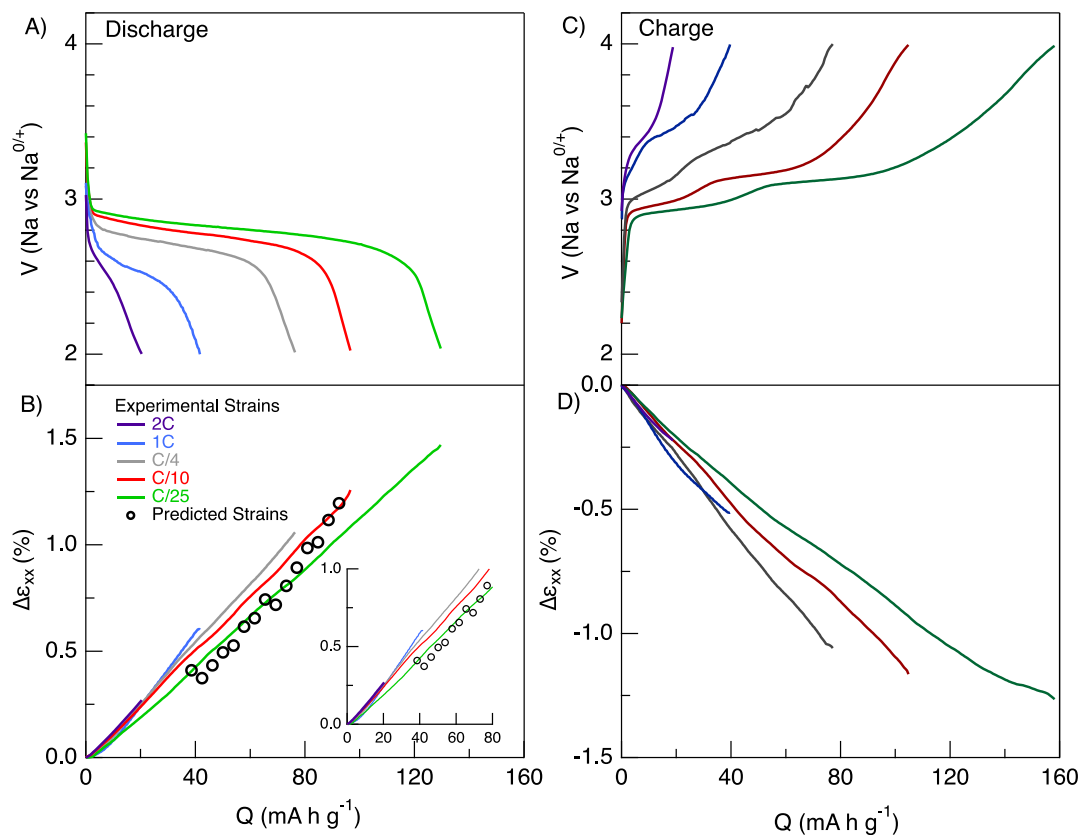 A) Discharge
4
3
2
V (Na vs Na0/+)
C) Charge
4
3
2
V (Na vs Na0/+)
B)
Experimental Strains
2C
1C
C/4
C/10
C/25
Predicted Strains
1.5
1.0
0.5
0.0
Δεxx (%)
1.0
0.5
0.0
0 20 40 60 80
0 40 80 120 160
Q (mA h g-1)
D)
0.0
-0.5
-1.0
-1.5
Δεxx (%)
0 40 80 120 160
Q (mA h g-1)